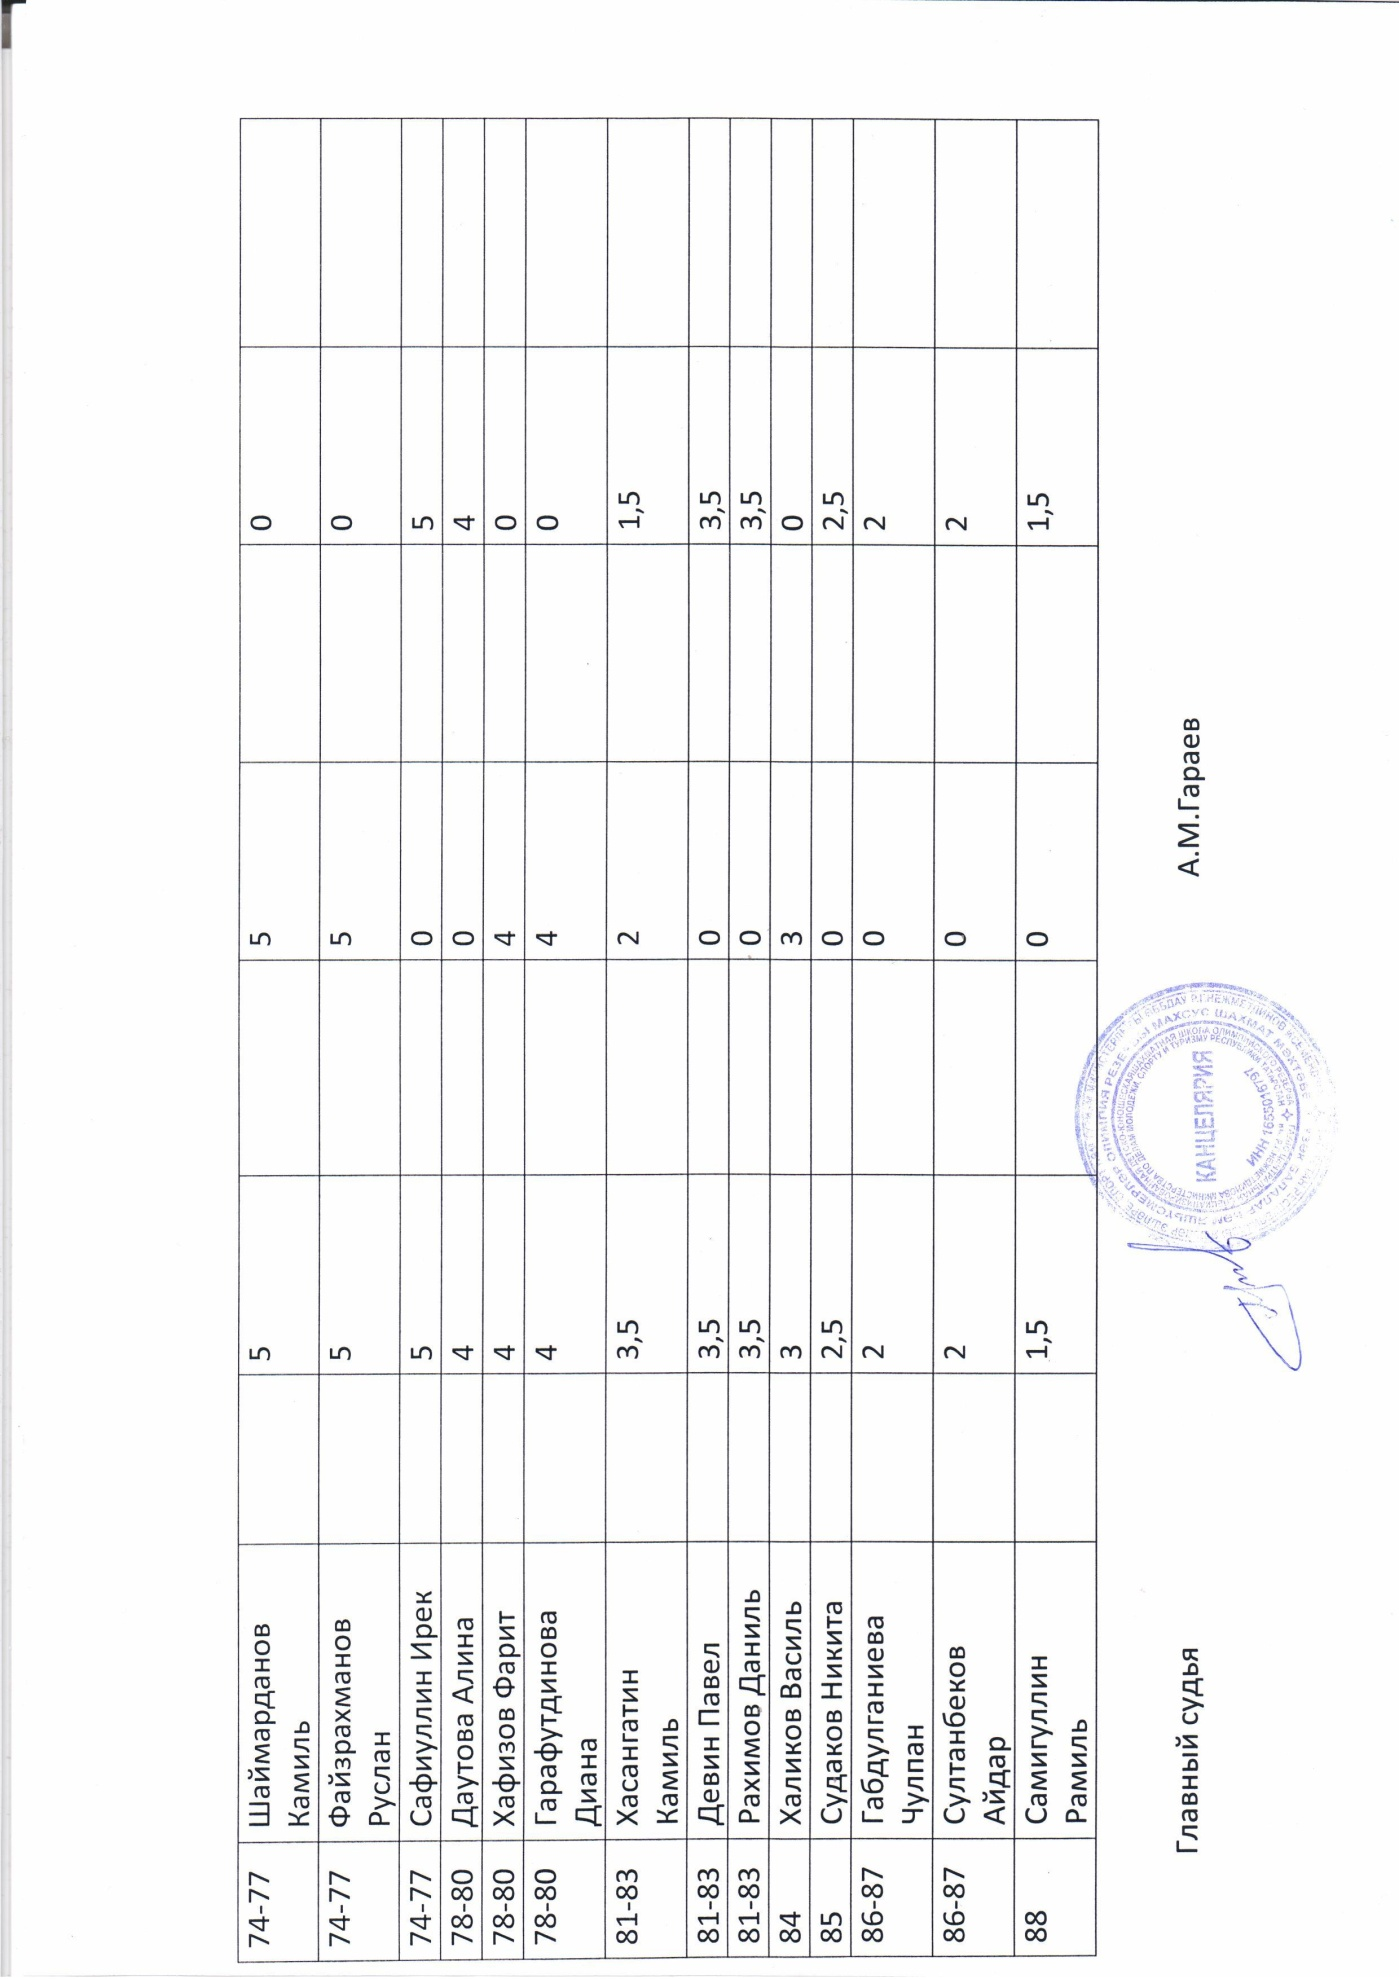 74-77 Шаймарданов 5 5 0
Камиль
74-77 Файзрахманов 5 5 0
Руслан
74-77 Сафиуллин Ирек 5 0 5
78-80 Даутова Алина 4 0 4
78-80 Хафизов Фарит 4 4 0
78-80 Гарафутдинова 4 4 0
Диана
81-83 Хасангатин 3,5 2 1,5
Камиль
81-83 Девин Павел 3,5 0 3,5
81-83 Рахимов Даниль 3,5 0 3,5
84 Халиков Василь 3 3 0
85 Судаков Никита 2,5 0 2,5
86-87 Габдулганиева 2 0 2
Чулпан
86-87 Султанбеков 2 0 2
Айдар
88 Самигуллин 1,5 0 1,5
Рамиль
Главный судья А.М.Гараев
КАНЦЕЛЯРИЯ
ИНН 1655016797